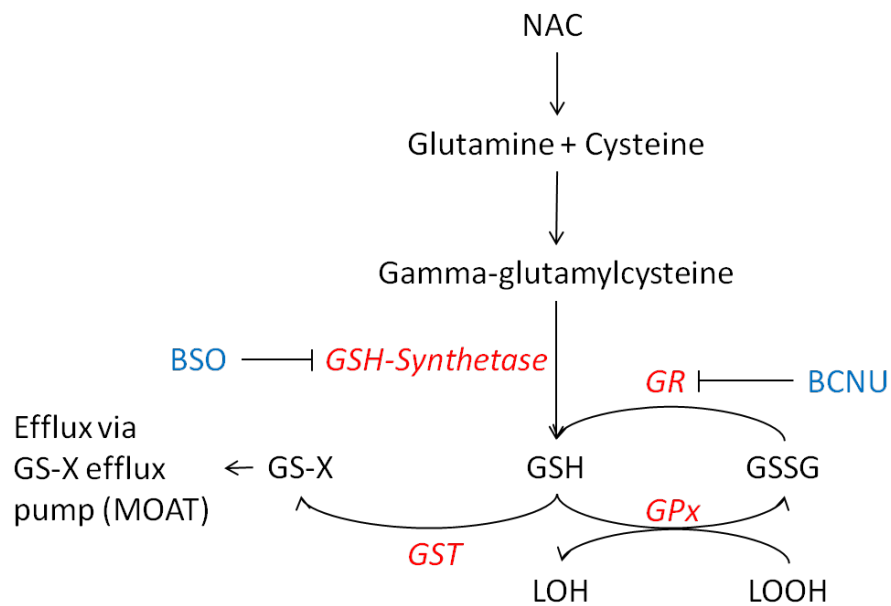 NAC
Glutamine + Cysteine
Gamma-glutamylcysteine
BSO GSH-Synthetase
GR BCNU
Efflux via
GS-X efflux
pump (MOAT)
GS-X GSH GSSG
GPx
GST
LOH LOOH